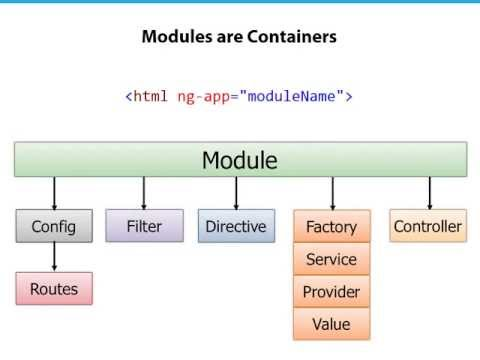 Modules are Containers
<html ng-app="moduleName">
Module
Config
Filter
Directive
Factory
Controller
Service
Routes
Provider
Value